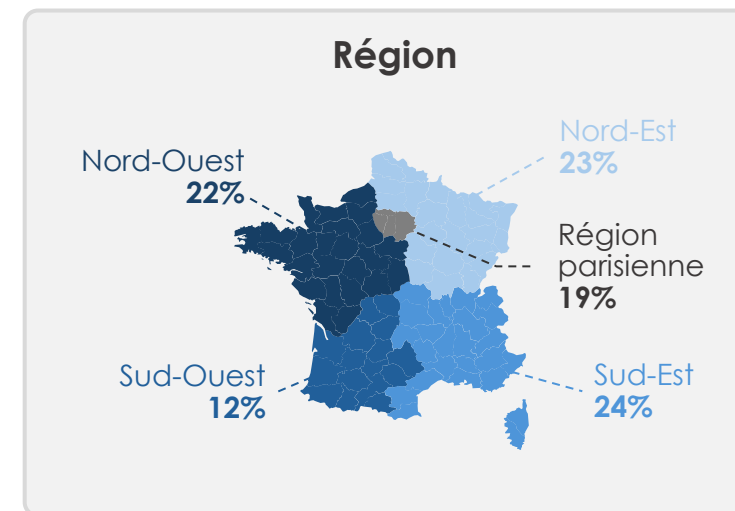 Région
Nord-Ouest
22%
Nord-Est
23%
Région
parisienne
19%
Sud-Ouest
12%
Sud-Est
24%